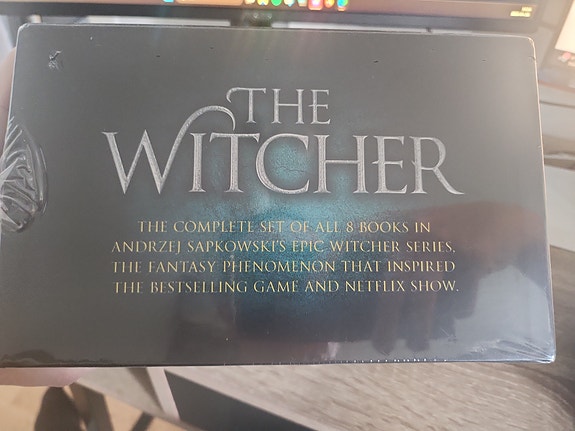 THE
WITCHER
THE COMPLETE SET OF ALL 8 BOOKS IN
ANDRZEJ SAPKOWSKI'S EPIC WITCHER SERIES.
THE FANTASY PHENOMENON THAT INSPIRED
THE BESTSELLING GAME AND NETFLIX SHOW.